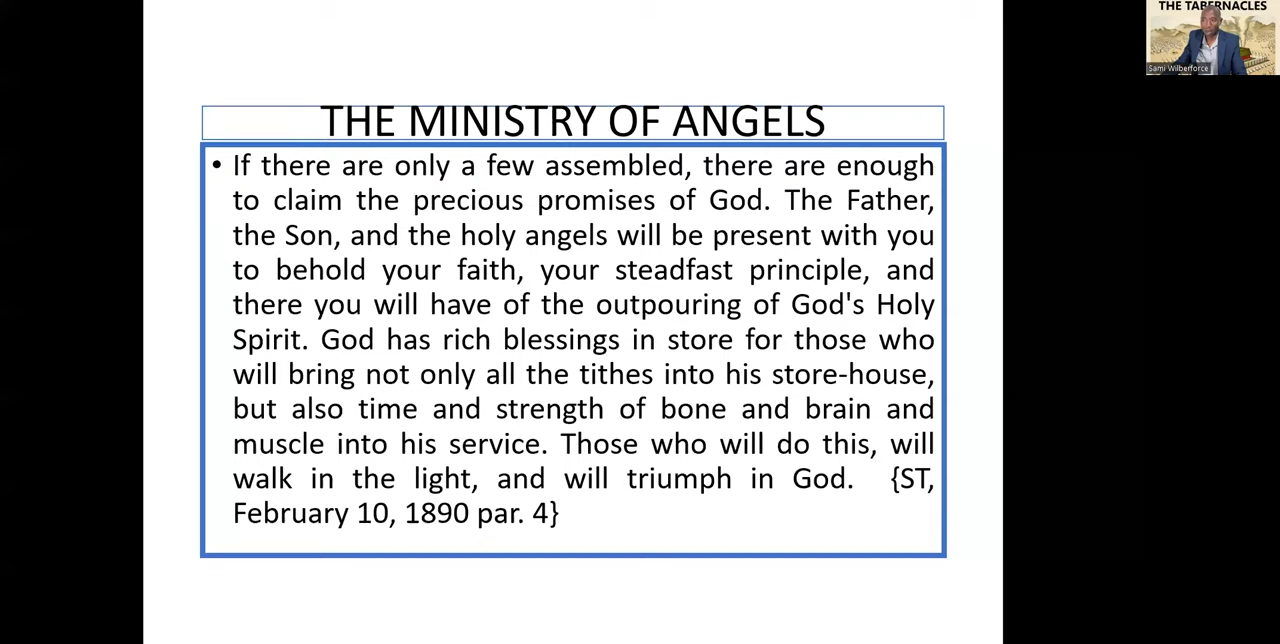 THE TABERNACLES
Sami Wilberforce
THE MINISTRY OF ANGELS
• If there are only a few assembled, there are enough
to claim the precious promises of God. The Father,
the Son, and the holy angels will be present with you
to behold your faith, your steadfast principle, and
there you will have of the outpouring of God's Holy
Spirit. God has rich blessings in store for those who
will bring not only all the tithes into his store-house,
but also time and strength of bone and brain and
muscle into his service. Those who will do this, will
walk in the light, and will triumph in God. {ST,
February 10, 1890 par. 4}